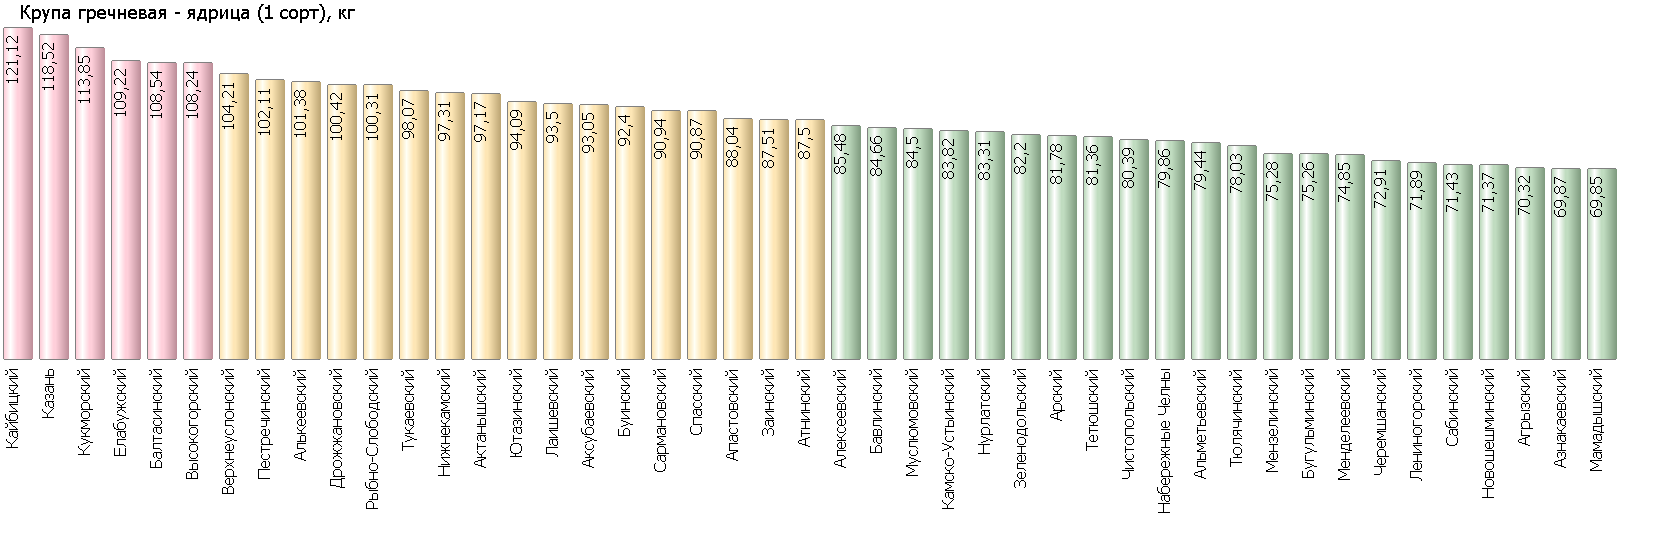 Крупа гречневая - ядрица (1 сорт), кг
121,12
118,52
113,85
109,22
108,54
108,24
104,21
102,11
101,38
100,42
100,31
98,07
97,31
97,17
94,09
93,5
93,05
92,4
90,94
90,87
88,04
87,51
87,5
85,48
84,66
84,5
83,82
83,31
82,2
81,78
81,36
80,39
79,86
79,44
78,03
75,28
75,26
74,85
72,91
71,89
71,43
71,37
70,32
69,87
69,85
Кайбицкий
Казань
Кукморский
Елабужский
Балтасинский
Высокогорский
Верхнеуслонский
Пестречинский
Алькеевский
Дрожжановский
Рыбно-Слободский
Тукаевский
Нижнекамский
Актанышский
Ютазинский
Лаишевский
Аксубаевский
Буинский
Сармановский
Спасский
Апастовский
Заинский
Атнинский
Алексеевский
Бавлинский
Муслюмовский
Камско-Устьинский
Нурлатский
Зеленодольский
Арский
Тетюшский
Чистопольский
Набережные Челны
Альметьевский
Тюлячинский
Мензелинский
Бугульминский
Менделеевский
Черемшанский
Лениногорский
Сабинский
Новошешминский
Агрызский
Азнакаевский
Мамадышский